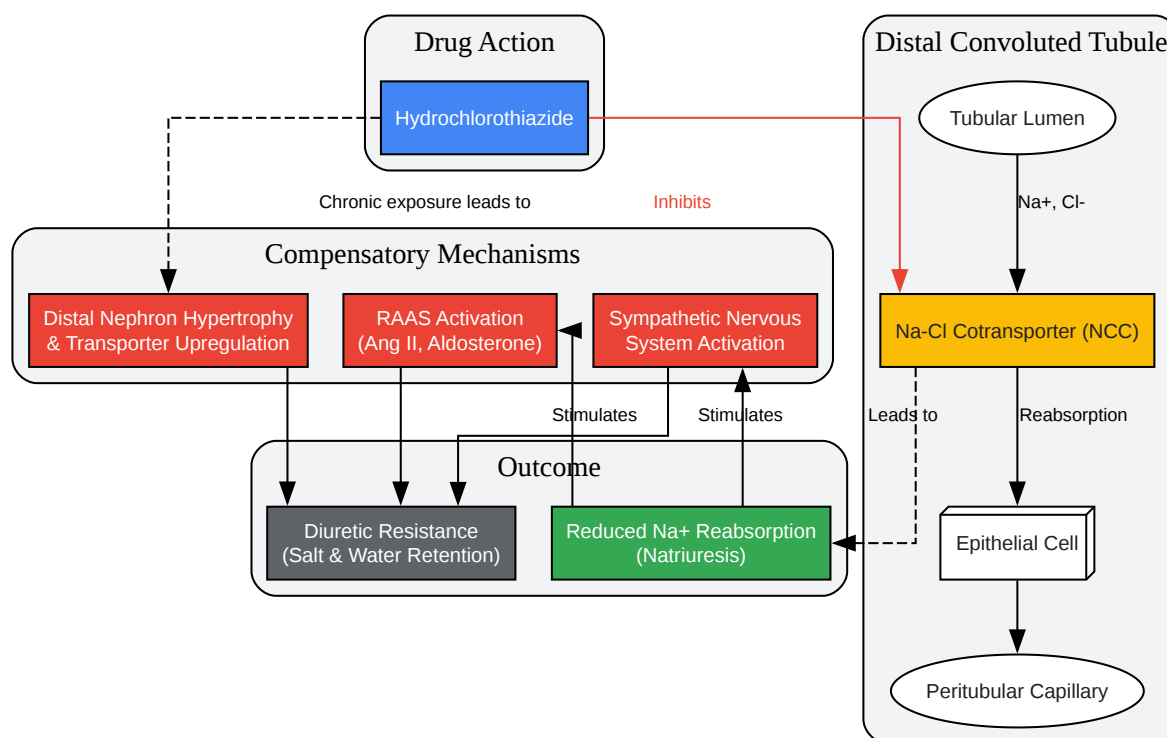 Drug Action
Distal Convoluted Tubule
Hydrochlorothiazide
Tubular Lumen
Chronic exposure leads to
Inhibits
Na+, Cl-
Compensatory Mechanisms
Distal Nephron Hypertrophy
& Transporter Upregulation
RAAS Activation
(Ang II, Aldosterone)
Sympathetic Nervous
System Activation
Na-Cl Cotransporter (NCC)
Stimulates
Stimulates
Leads to
Reabsorption
Outcome
Diuretic Resistance
(Salt & Water Retention)
Reduced Na+ Reabsorption
(Natriuresis)
Epithelial Cell
Peritubular Capillary